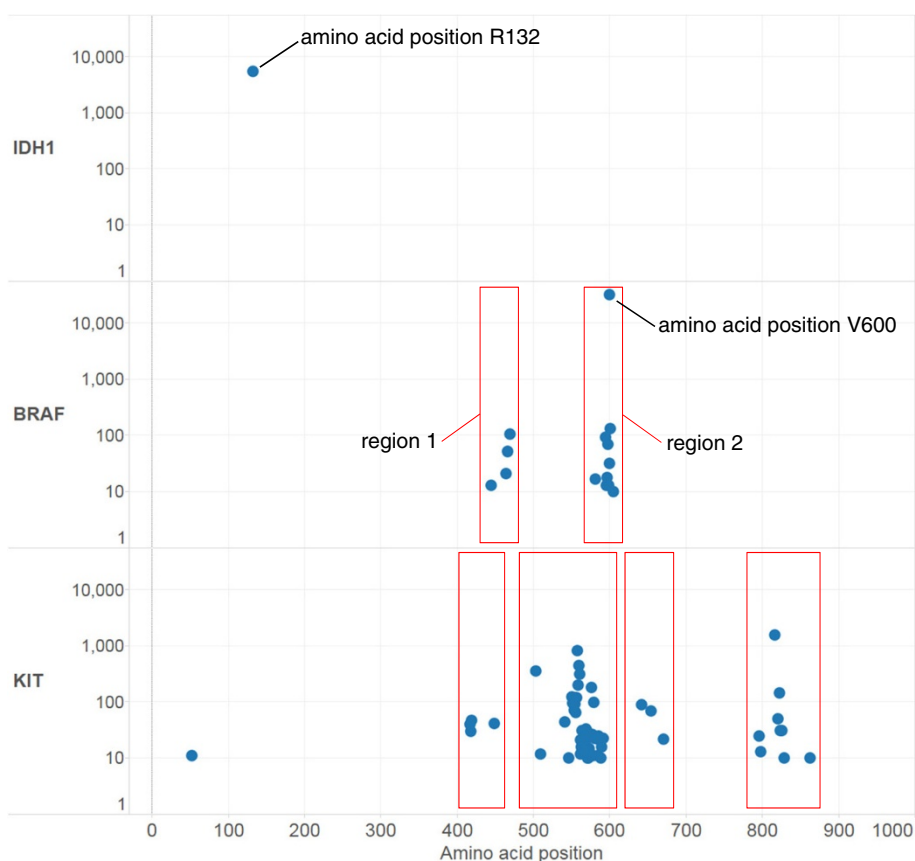 amino acid position R132
10,000
1,000
IDH1
100
10
1
10,000
amino acid position V600
1,000
BRAF
100
region 1
region 2
10
1
10,000
1,000
KIT
100
10
1
0 100 200 300 400 500 600 700 800 900 1000
Amino acid position